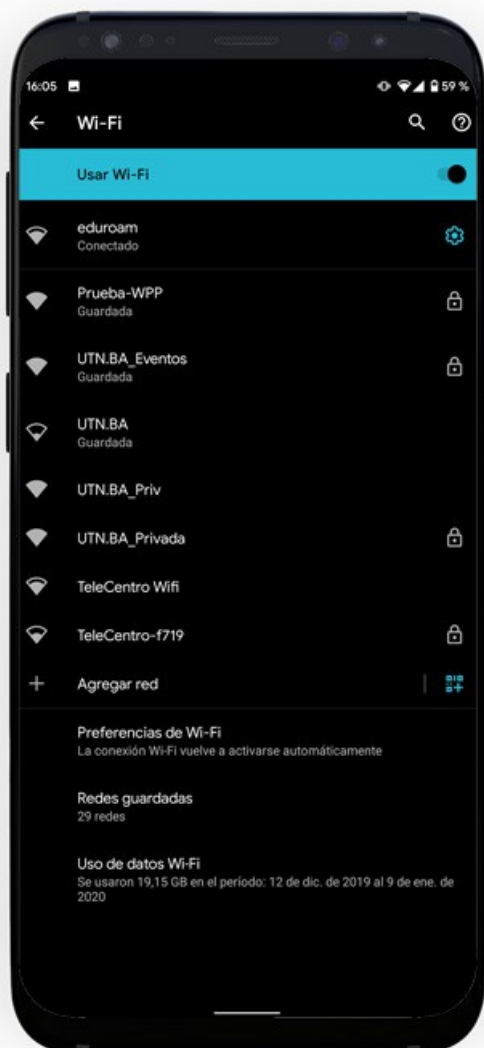 16:05
59 %
Wi-Fi
Usar Wi-Fi
eduroam
Conectado
Prueba-WPP
Guardada
UTN.BA_Eventos
Guardada
UTN.BA
Guardada
UTN.BA_Priv
UTN.BA_Privada
TeleCentro Wifi
TeleCentro-f719
Agregar red
Preferencias de Wi-Fi
La conexión Wi-Fi vuelve a activarse automáticamente
Redes guardadas
29 redes
Uso de datos Wi-Fi
Se usaron 19,15 GB en el período: 12 de dic. de 2019 al 9 de ene. de
2020